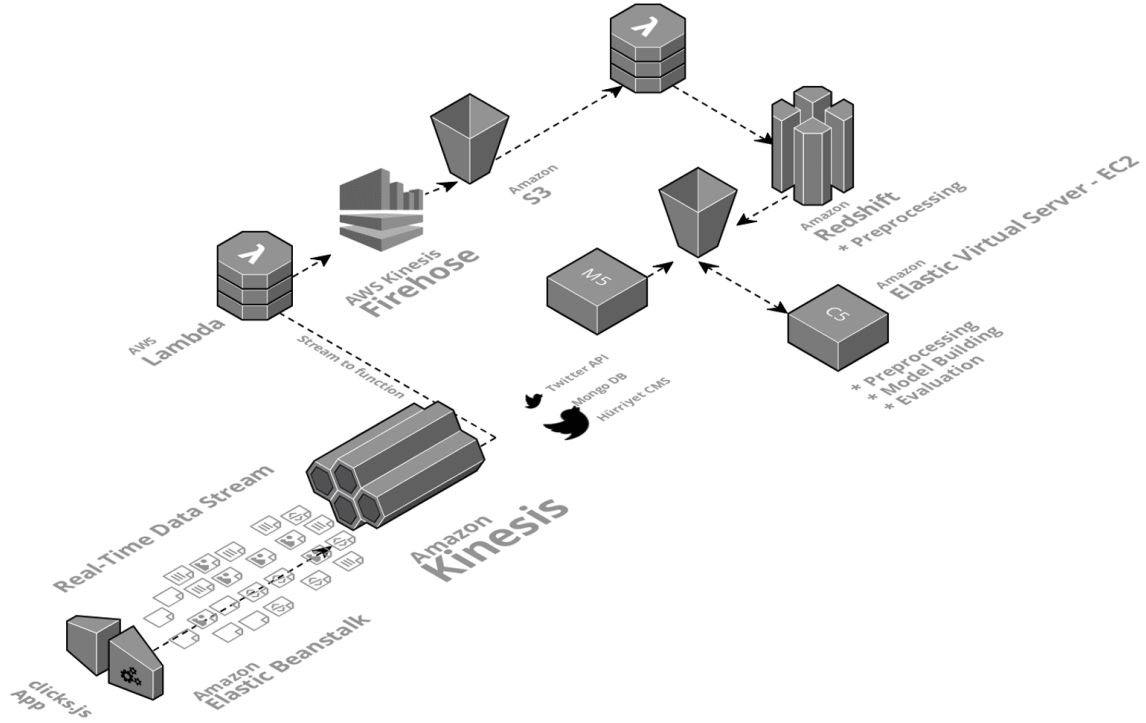 λ
Amazon
S3
Amazon
Redshift
* Preprocessing
λ
AWS Kinesis
Firehose
AWS
Lambda
Stream to function
M5
C5
Amazon
Elastic Virtual Server - EC2
* Preprocessing
* Model Building
* Evaluation
Twitter API
Mongo DB
Hürriyet CMS
Real-Time Data Stream
Amazon
Kinesis
Amazon
Elastic Beanstalk
clicks.js
App